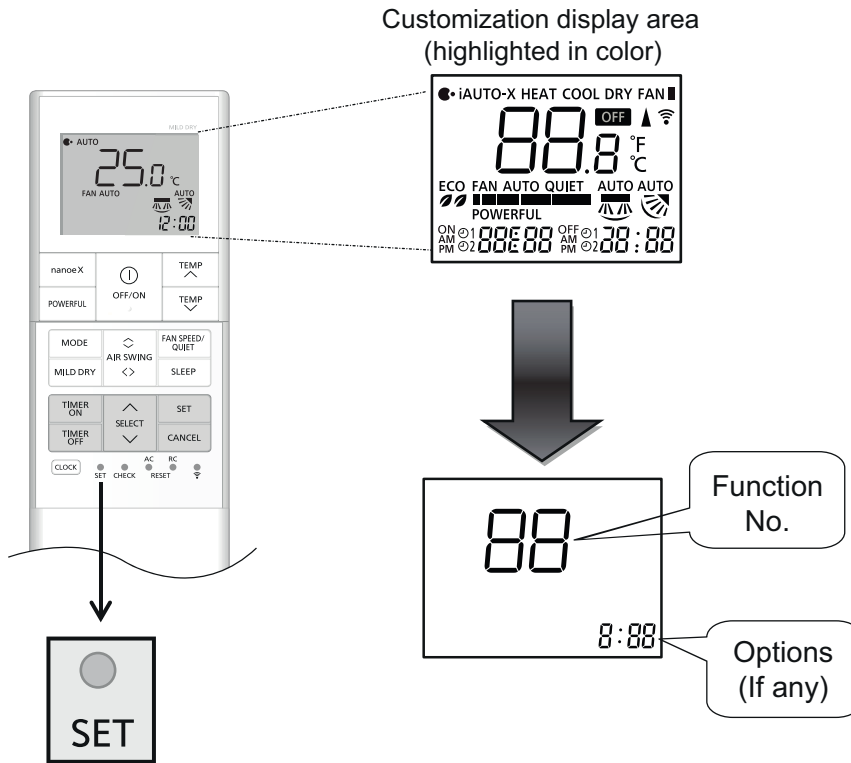 Customization display area
(highlighted in color)
iAUTO-X HEAT COOL DRY FAN
OFF
88.8 °F
°C
ECO FAN AUTO QUIET AUTO AUTO
POWERFUL
ON AM PM 1 2 88:88 OFF AM PM 1 2 28:88
MILD DRY
AUTO
25.0 °C
FAN AUTO AUTO
12:00
nanoeX
OFF/ON
TEMP
POWERFUL
TEMP
MODE
AIR SWING
FAN SPEED/
QUIET
MILD DRY
SLEEP
TIMER
ON
SELECT
SET
TIMER
OFF
CANCEL
CLOCK
SET
CHECK
AC
RC
RESET
SET
88
Function
No.
8:88
Options
(If any)